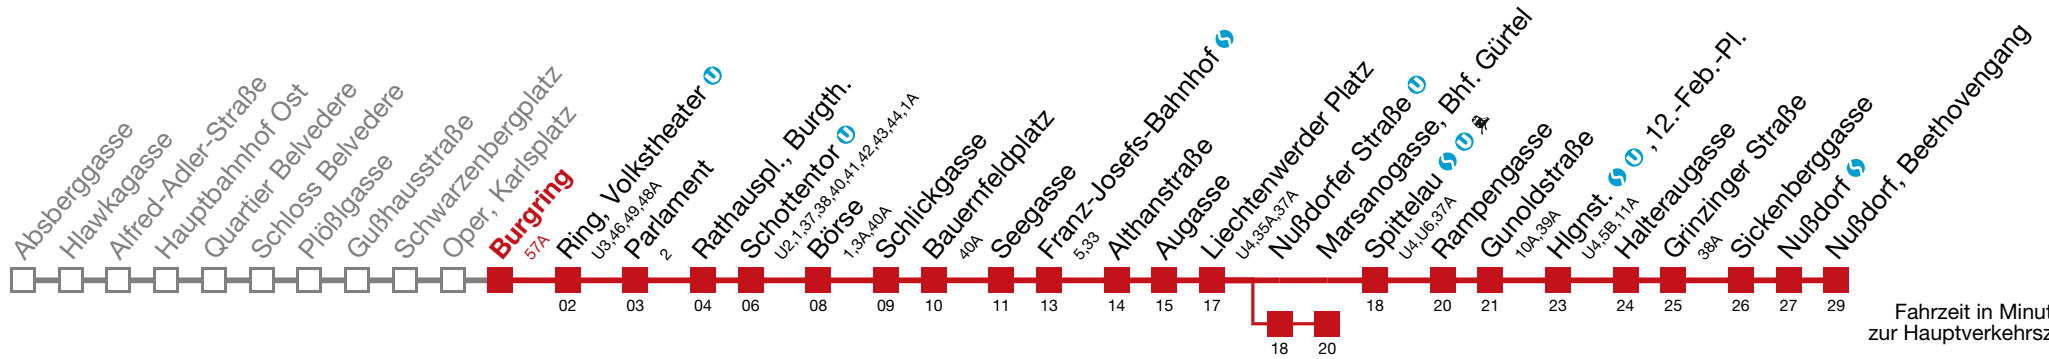 Absberggasse
Hlawkagasse
Alfred-Adler-Straße
Hauptbahnhof Ost
Quartier Belvedere
Schloss Belvedere
Plößlgasse
Gußhausstraße
Schwarzenbergplatz
Oper, Karlsplatz
Burgring
57A
Ring, Volkstheater U
U3,46,49,48A
Parlament
2
Rathauspl., Burgth.
Schottentor U
U2,1,37,38,40,41,42,43,44,1A
Börse
1,3A,40A
Schlickgasse
Bauernfeldplatz
40A
Seegasse
Franz-Josefs-Bahnhof S
5,33
Althanstraße
Augasse
Liechtenwerder Platz
U4,35A,37A
Nußdorfer Straße U
Marsanogasse, Bhf. Gürtel
Spittelau S U
U4,U6,37A
Rampengasse
Gunoldstraße
10A,39A
Hlgnst. S U , 12.-Feb.-Pl.
U4,5B,11A
Halteraugasse
Grinzinger Straße
38A
Sickenberggasse
Nußdorf S
Nußdorf, Beethovengang
02 03 04 06 08 09 10 11 13 14 15 17 18 20 21 23 24 25 26 27 29
18 20
Fahrzeit in Minut
zur Hauptverkehrsz